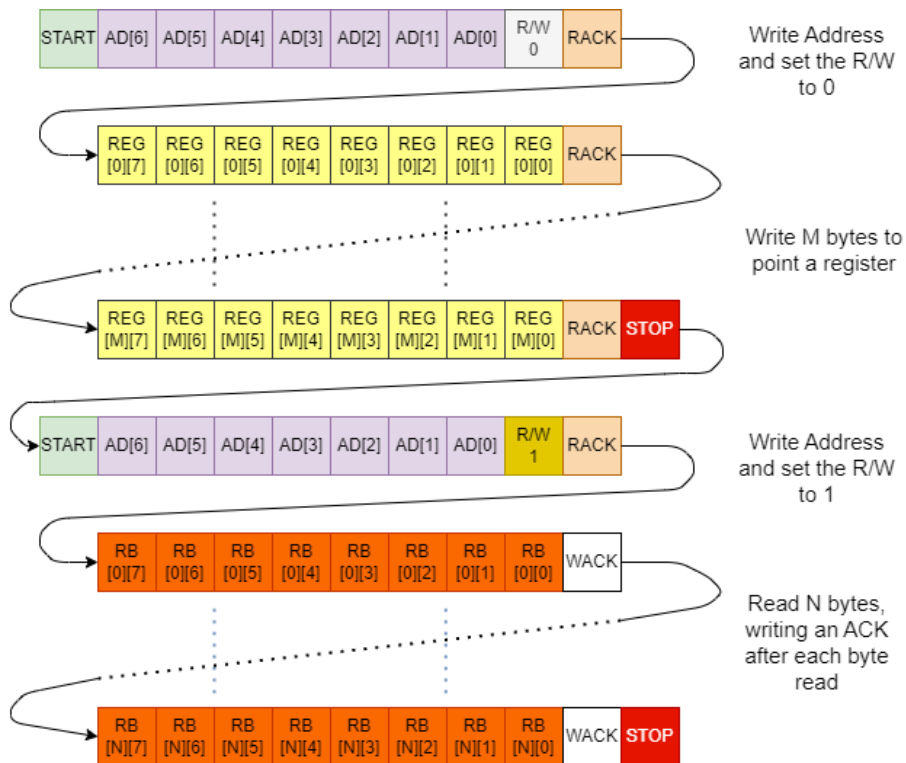 START AD[6] AD[5] AD[4] AD[3] AD[2] AD[1] AD[0] R/W 0 RACK
Write Address
and set the R/W
to 0
REG [0][7] REG [0][6] REG [0][5] REG [0][4] REG [0][3] REG [0][2] REG [0][1] REG [0][0] RACK
Write M bytes to
point a register
REG [M][7] REG [M][6] REG [M][5] REG [M][4] REG [M][3] REG [M][2] REG [M][1] REG [M][0] RACK STOP
START AD[6] AD[5] AD[4] AD[3] AD[2] AD[1] AD[0] R/W 1 RACK
Write Address
and set the R/W
to 1
RB [0][7] RB [0][6] RB [0][5] RB [0][4] RB [0][3] RB [0][2] RB [0][1] RB [0][0] WACK
Read N bytes,
writing an ACK
after each byte
read
RB [N][7] RB [N][6] RB [N][5] RB [N][4] RB [N][3] RB [N][2] RB [N][1] RB [N][0] WACK STOP